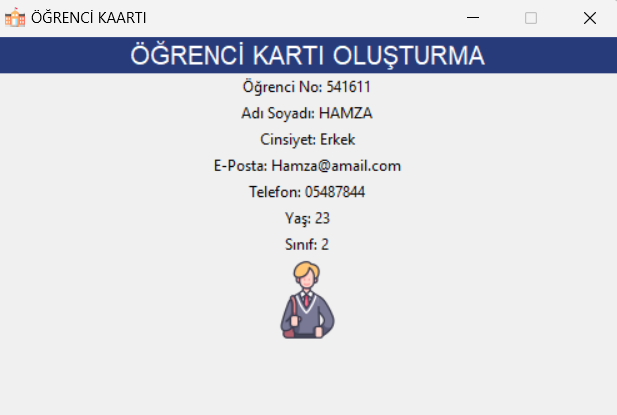 ÖĞRENCİ KAARTI
ÖĞRENCİ KARTI OLUŞTURMA
Öğrenci No: 541611
Adı Soyadı: HAMZA
Cinsiyet: Erkek
E-Posta: Hamza@amail.com
Telefon: 05487844
Yaş: 23
Sınıf: 2